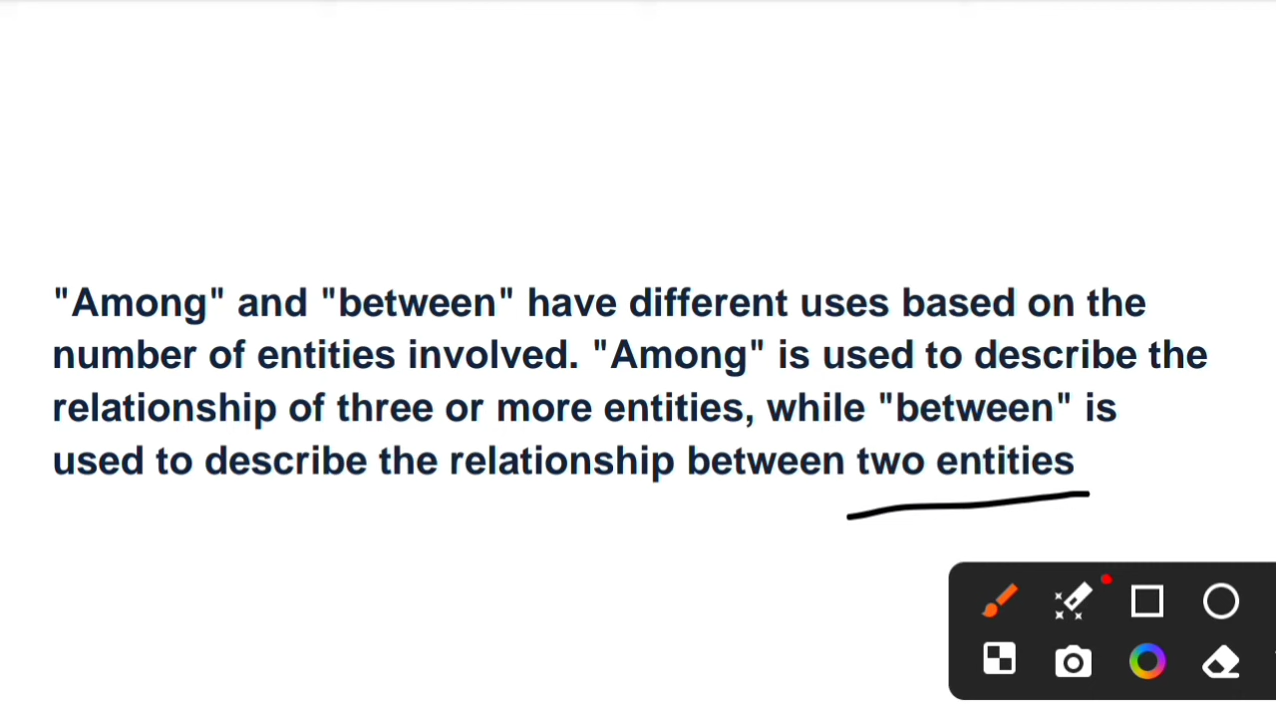 "Among" and "between" have different uses based on the
number of entities involved. "Among" is used to describe the
relationship of three or more entities, while "between" is
used to describe the relationship between two entities